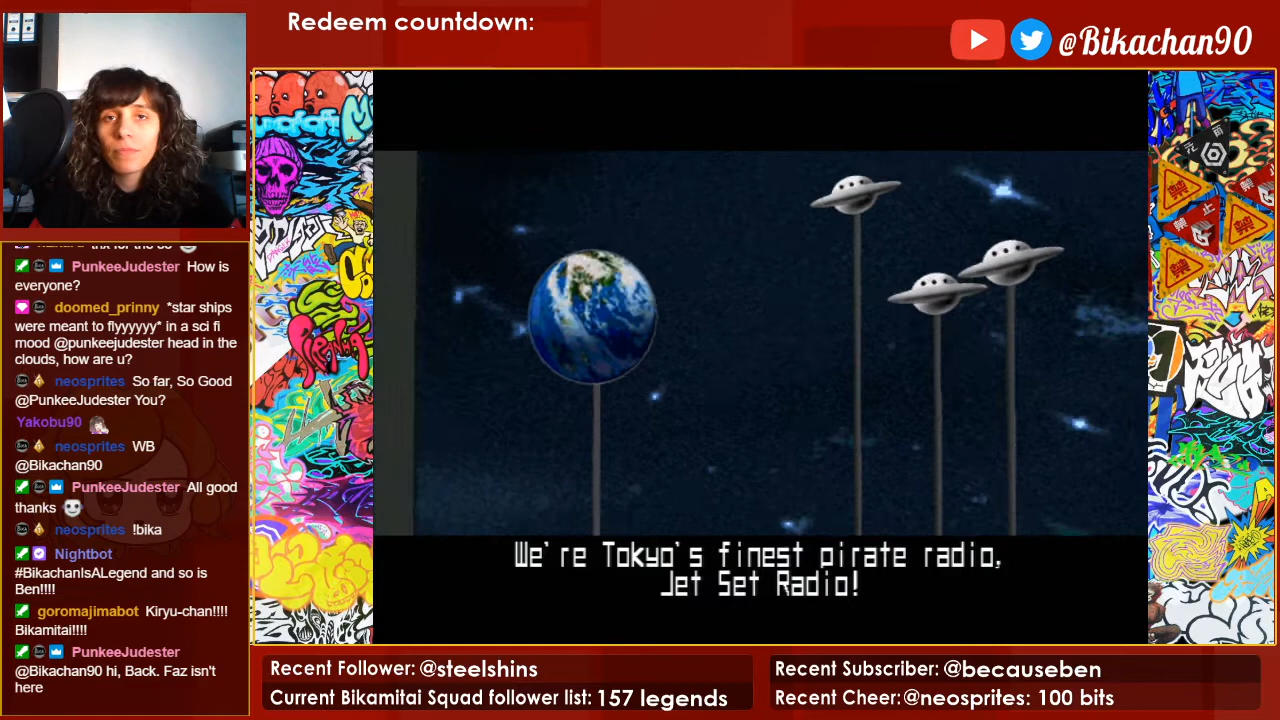 Redeem countdown:
@Bikachan90
thx for the so
PunkeeJudester How is
everyone?
doomed_prinny *star ships
were meant to flyyyyyy* in a sci fi
mood @punkeejudester head in the
clouds, how are u?
neosprites So far, So Good
@PunkeeJudester You?
Yakobu90
neosprites WB
@Bikachan90
PunkeeJudester All good
thanks
neosprites !bika
Nightbot
#BikachanIsALegend and so is
Ben!!!!
goromajimabot Kiryu-chan!!!!
Bikamitai!!!!
PunkeeJudester
@Bikachan90 hi, Back. Faz isn't
here
We're Tokyo's finest pirate radio,
Jet Set Radio!
Recent Follower: @steelshins
Current Bikamitai Squad follower list: 157 legends
Recent Subscriber: @becauseben
Recent Cheer: @neosprites: 100 bits